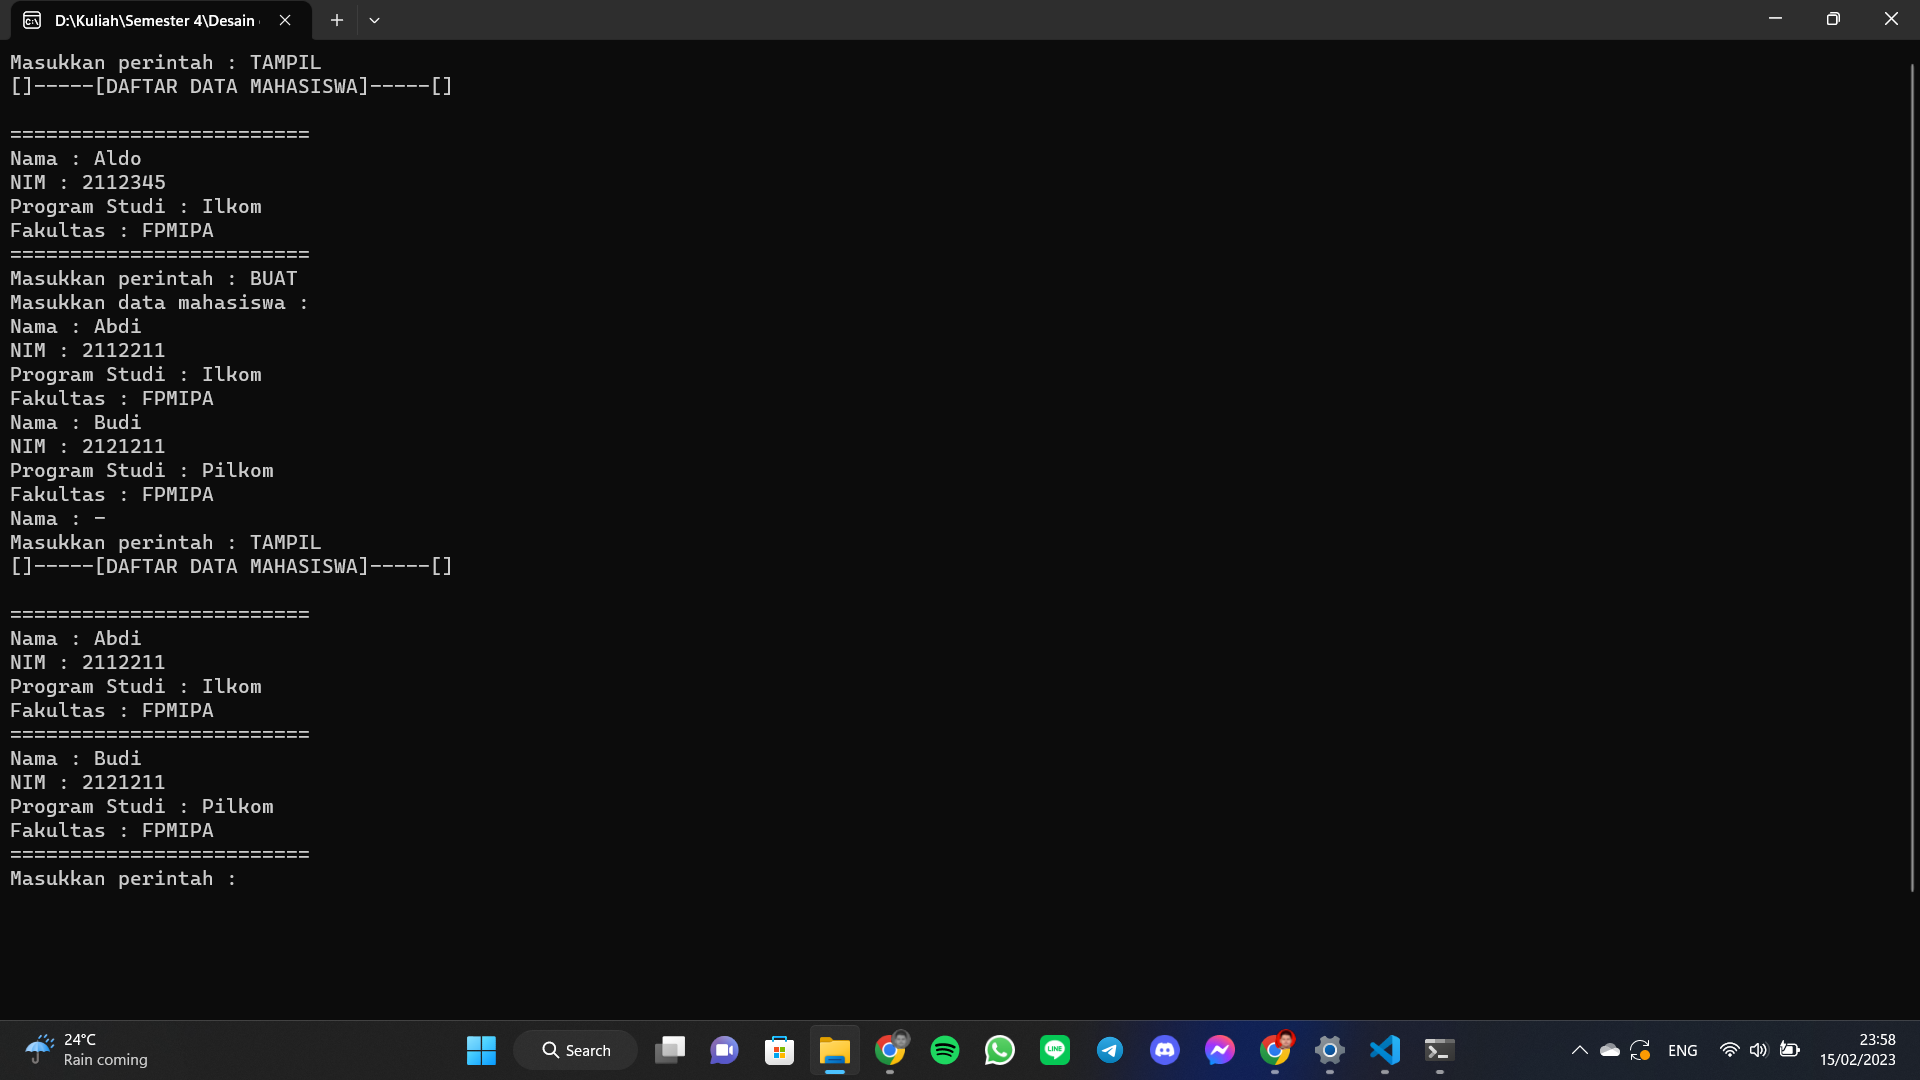 D:\Kuliah\Semester 4\Desain
Masukkan perintah : TAMPIL
[]-----[DAFTAR DATA MAHASISWA]-----[]
=========================
Nama : Aldo
NIM : 2112345
Program Studi : Ilkom
Fakultas : FPMIPA
=========================
Masukkan perintah : BUAT
Masukkan data mahasiswa :
Nama : Abdi
NIM : 2112211
Program Studi : Ilkom
Fakultas : FPMIPA
Nama : Budi
NIM : 2121211
Program Studi : Pilkom
Fakultas : FPMIPA
Nama : -
Masukkan perintah : TAMPIL
[]-----[DAFTAR DATA MAHASISWA]-----[]
=========================
Nama : Abdi
NIM : 2112211
Program Studi : Ilkom
Fakultas : FPMIPA
=========================
Nama : Budi
NIM : 2121211
Program Studi : Pilkom
Fakultas : FPMIPA
=========================
Masukkan perintah :
24°C
Rain coming
Search
LINE
ENG
23:58
15/02/2023